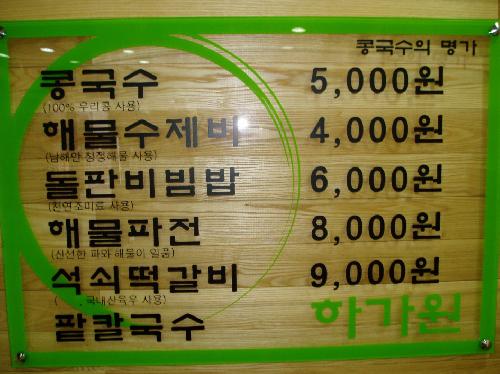 콩국수의 명가
콩국수 5,000원
(100% 우리콩 사용)
해물수제비 4,000원
(남해안 청정해물 사용)
돌판비빔밥 6,000원
(천연조미료 사용)
해물파전 8,000원
(신선한 파와 해물이 일품)
석쇠떡갈비 9,000원
( , 국내산육우 사용)
팥칼국수 하가원